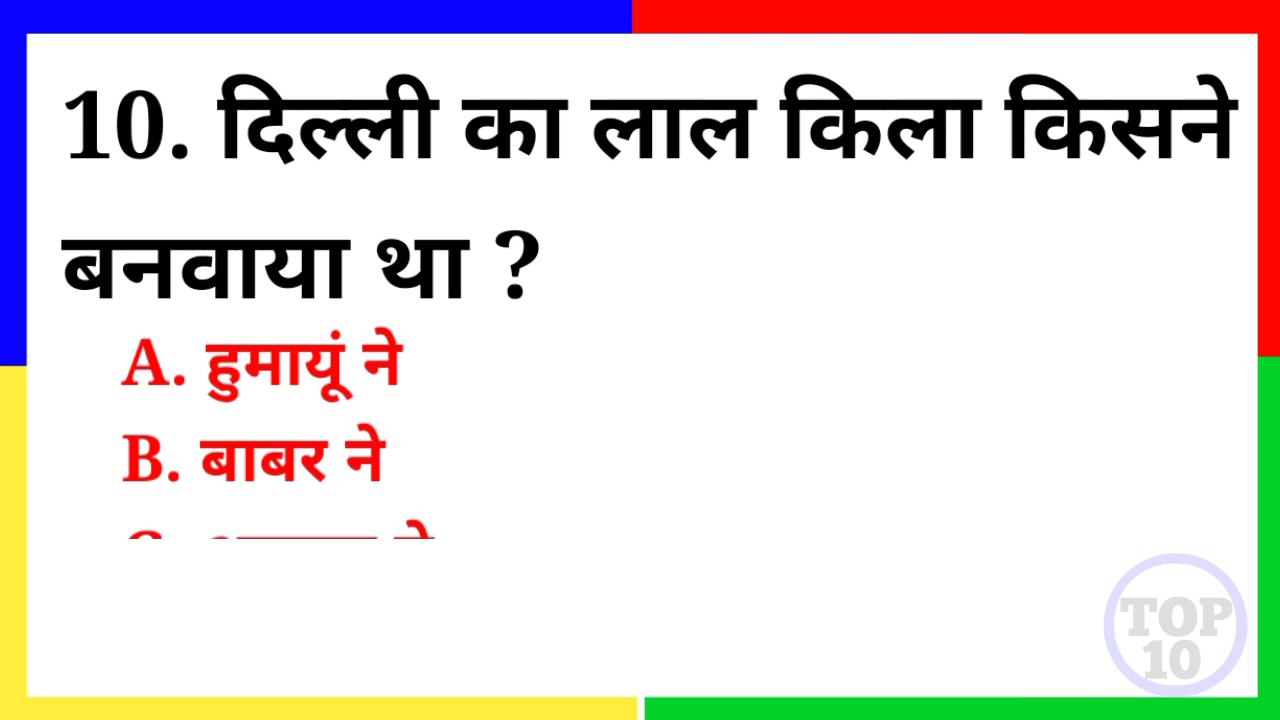 10. दिल्ली का लाल किला किसने
बनवाया था ?
A. हुमायूं ने
B. बाबर ने
TOP
10